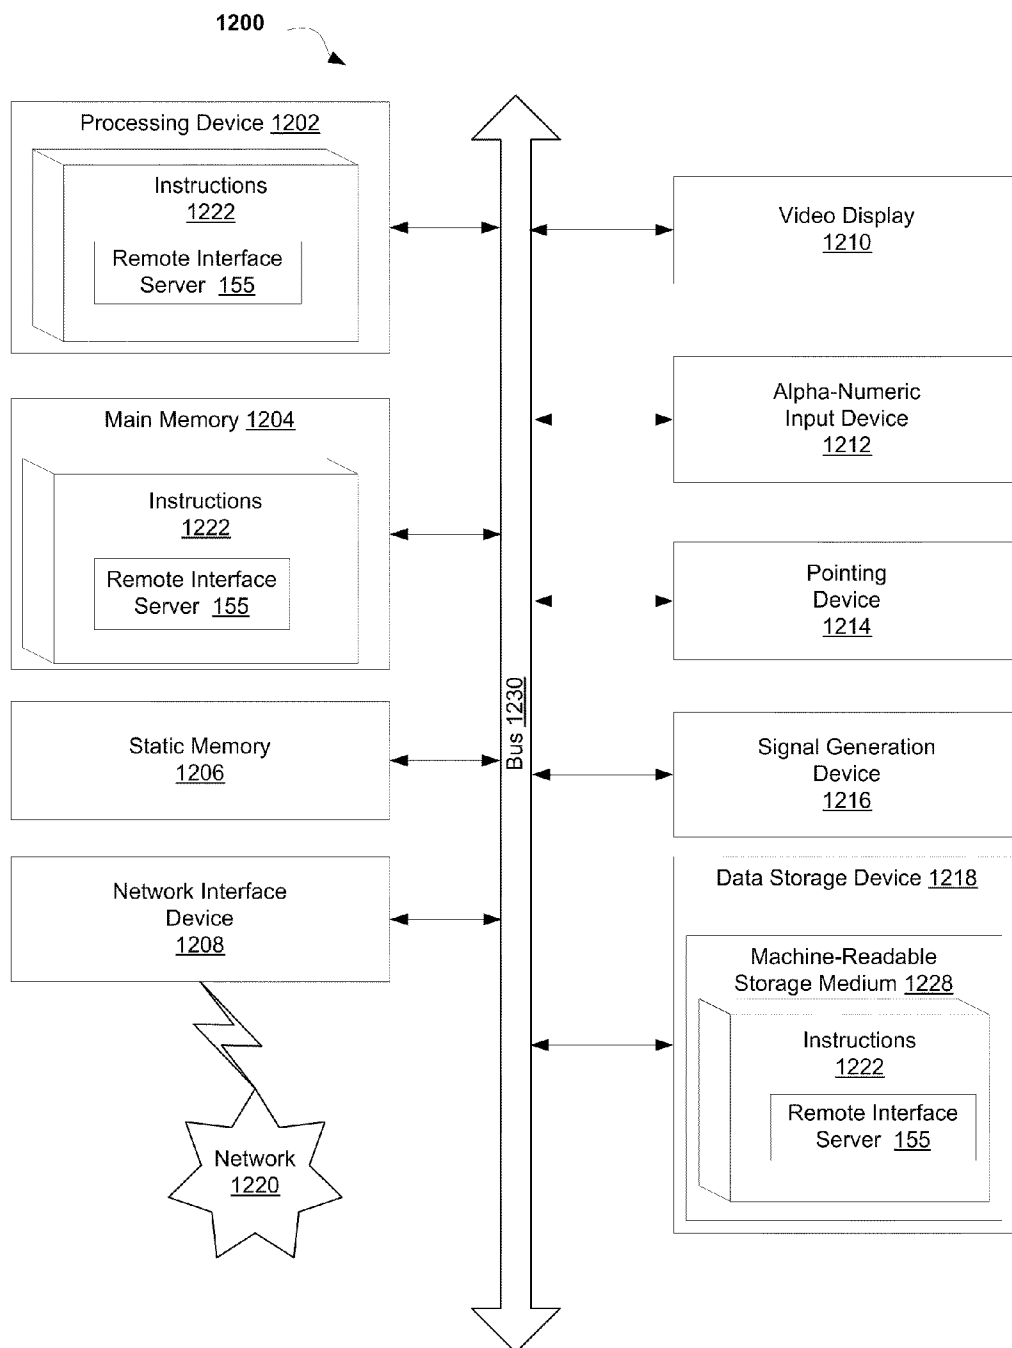 1200
Processing Device 1202
Instructions
1222
Remote Interface
Server 155
Main Memory 1204
Instructions
1222
Remote Interface
Server 155
Static Memory
1206
Network Interface
Device
1208
Network
1220
Bus 1230
Video Display
1210
Alpha-Numeric
Input Device
1212
Pointing
Device
1214
Signal Generation
Device
1216
Data Storage Device 1218
Machine-Readable
Storage Medium 1228
Instructions
1222
Remote Interface
Server 155